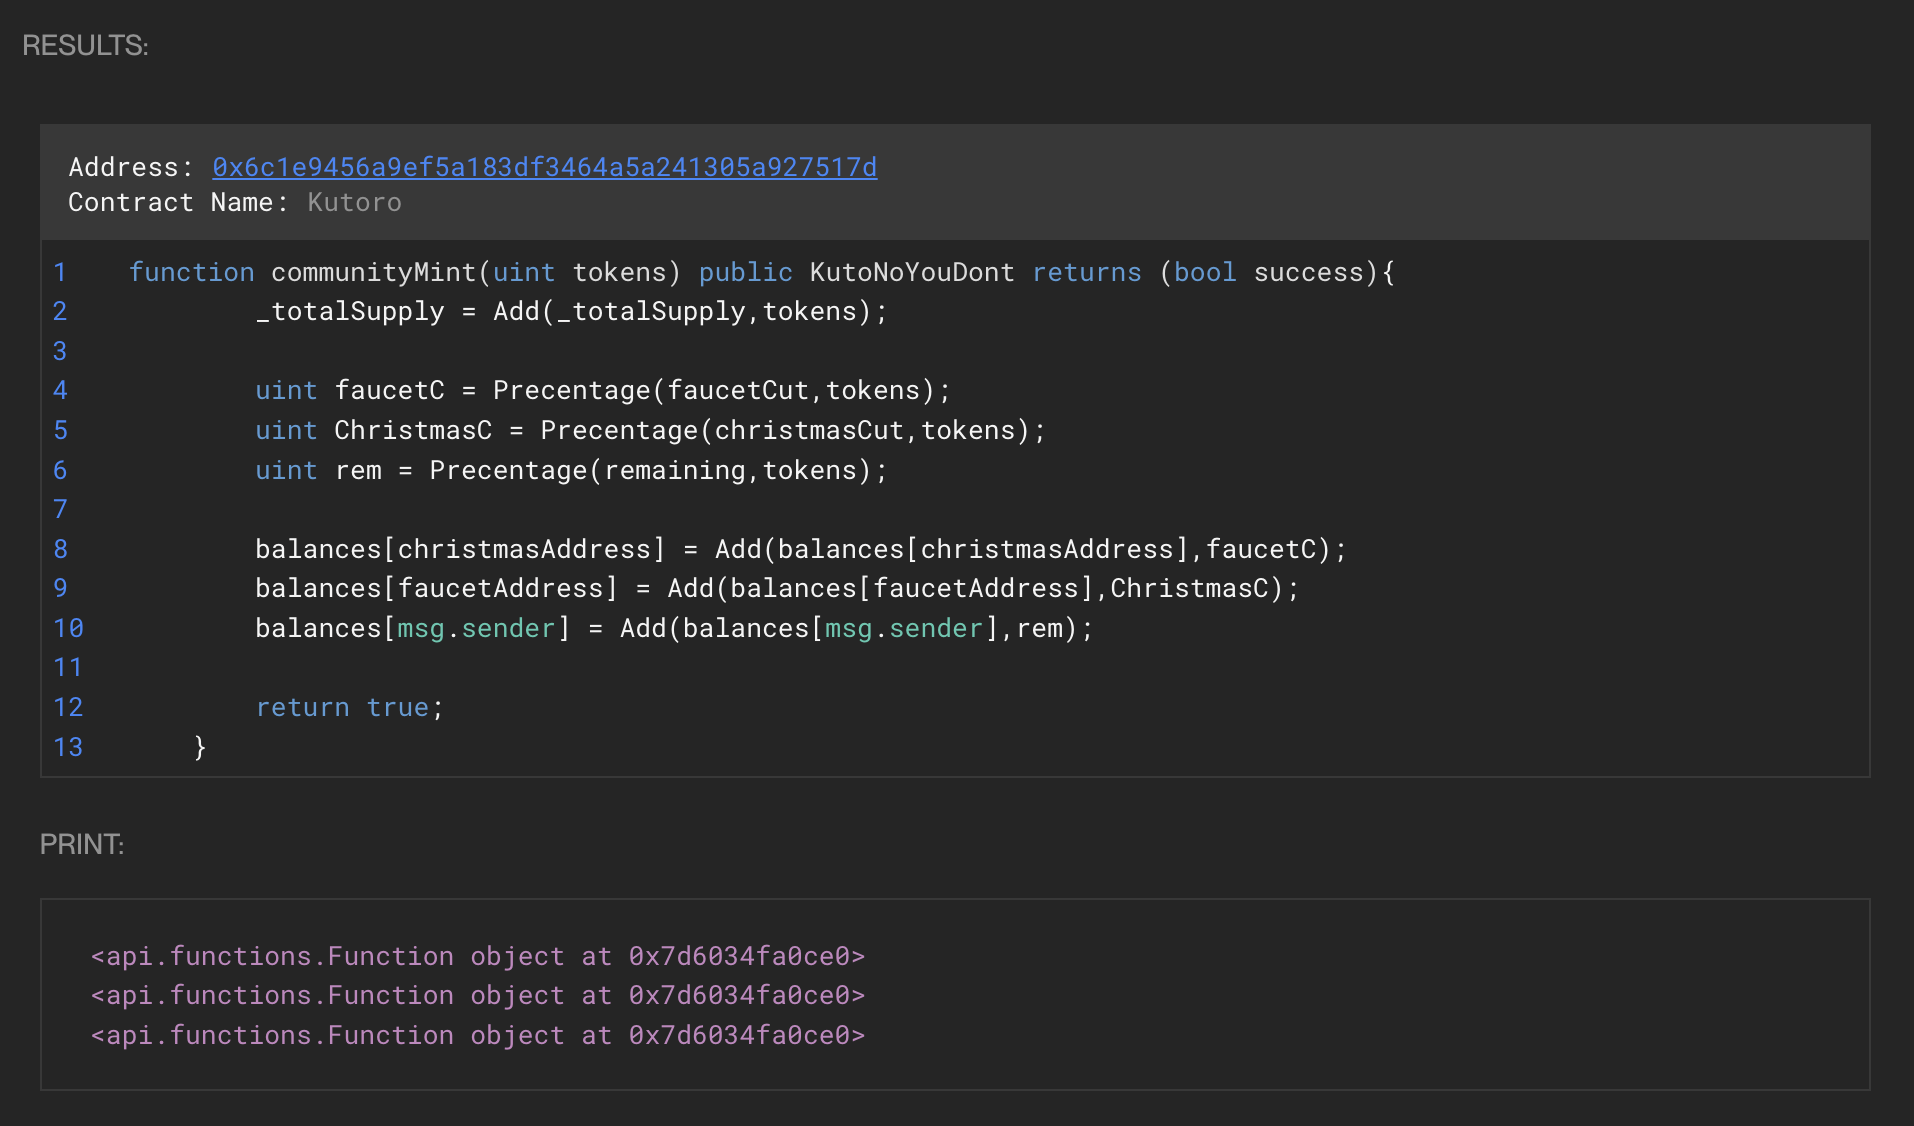 RESULTS:
Address: 0x6c1e9456a9ef5a183df3464a5a241305a927517d
Contract Name: Kutoro
1 function communityMint(uint tokens) public KutoNoYouDont returns (bool success){
2 _totalSupply = Add(_totalSupply,tokens);
3
4 uint faucetC = Precentage(faucetCut,tokens);
5 uint ChristmasC = Precentage(christmasCut,tokens);
6 uint rem = Precentage(remaining,tokens);
7
8 balances[christmasAddress] = Add(balances[christmasAddress],faucetC);
9 balances[faucetAddress] = Add(balances[faucetAddress],ChristmasC);
10 balances[msg.sender] = Add(balances[msg.sender],rem);
11
12 return true;
13 }
PRINT:
<api.functions.Function object at 0x7d6034fa0ce0>
<api.functions.Function object at 0x7d6034fa0ce0>
<api.functions.Function object at 0x7d6034fa0ce0>